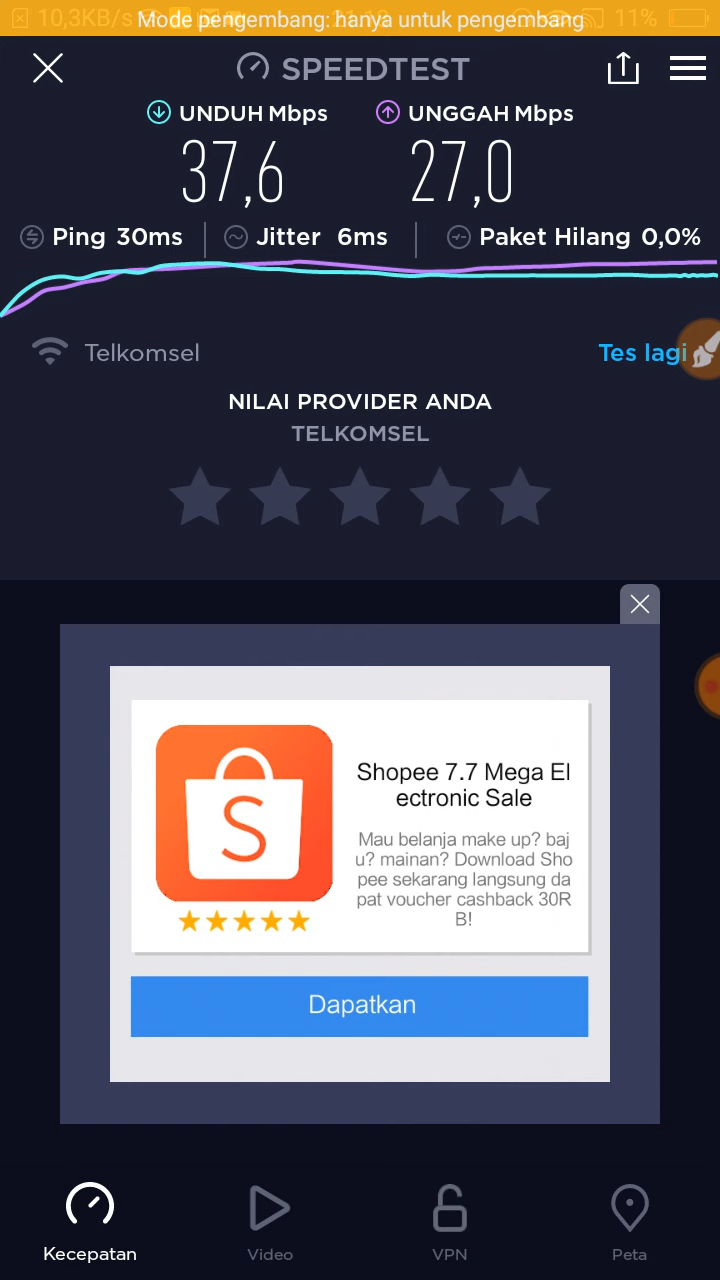 10,3KB/s
Mode pengembang: hanya untuk pengembang
11%
SPEEDTEST
UNDUH Mbps
UNGGAH Mbps
37,6
27,0
Ping 30ms
Jitter 6ms
Paket Hilang 0,0%
Telkomsel
Tes lagi
NILAI PROVIDER ANDA
TELKOMSEL
S
Shopee 7.7 Mega El
ectronic Sale
Mau belanja make up? baj
u? mainan? Download Sho
pee sekarang langsung da
pat voucher cashback 30R
B!
Dapatkan
Kecepatan
Video
VPN
Peta